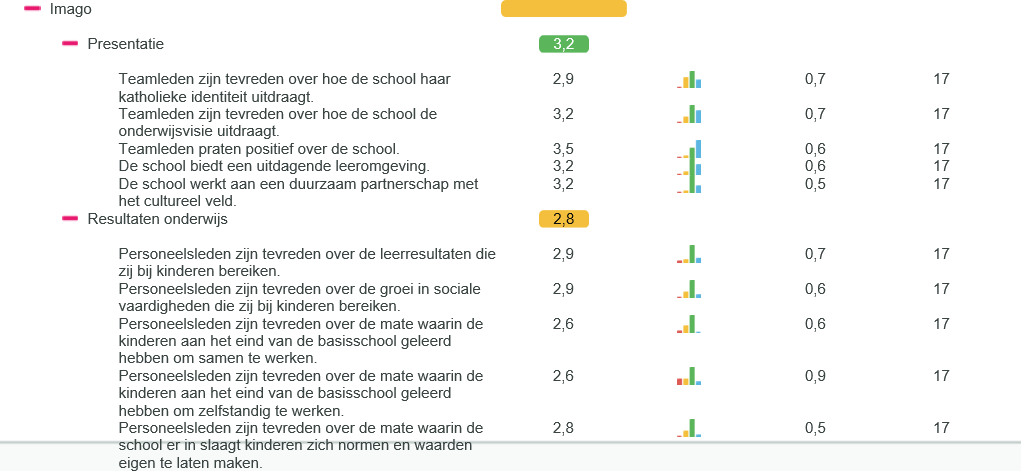 Imago
Presentatie 3,2
Teamleden zijn tevreden over hoe de school haar 2,9 0,7 17
katholieke identiteit uitdraagt.
Teamleden zijn tevreden over hoe de school de 3,2 0,7 17
onderwijsvisie uitdraagt.
Teamleden praten positief over de school. 3,5 0,6 17
De school biedt een uitdagende leeromgeving. 3,2 0,6 17
De school werkt aan een duurzaam partnerschap met 3,2 0,5 17
het cultureel veld.
Resultaten onderwijs 2,8
Personeelsleden zijn tevreden over de leerresultaten die 2,9 0,7 17
zij bij kinderen bereiken.
Personeelsleden zijn tevreden over de groei in sociale 2,9 0,6 17
vaardigheden die zij bij kinderen bereiken.
Personeelsleden zijn tevreden over de mate waarin de 2,6 0,6 17
kinderen aan het eind van de basisschool geleerd
hebben om samen te werken.
Personeelsleden zijn tevreden over de mate waarin de 2,6 0,9 17
kinderen aan het eind van de basisschool geleerd
hebben om zelfstandig te werken.
Personeelsleden zijn tevreden over de mate waarin de 2,8 0,5 17
school er in slaagt kinderen zich normen en waarden
eigen te laten maken.